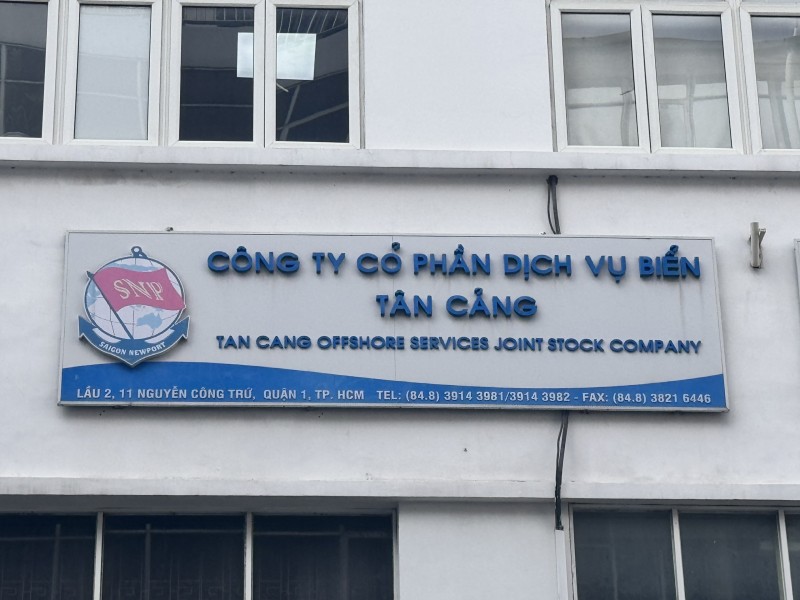 SNP
SAIGON NEWPORT
CÔNG TY CỔ PHẦN DỊCH VỤ BIỂN
TÂN CẢNG
TAN CANG OFFSHORE SERVICES JOINT STOCK COMPANY
LẦU 2, 11 NGUYỄN CÔNG TRỨ, QUẬN 1, TP. HCM TEL: (84.8) 3914 3981/3914 3982 - FAX: (84.8) 3821 6446